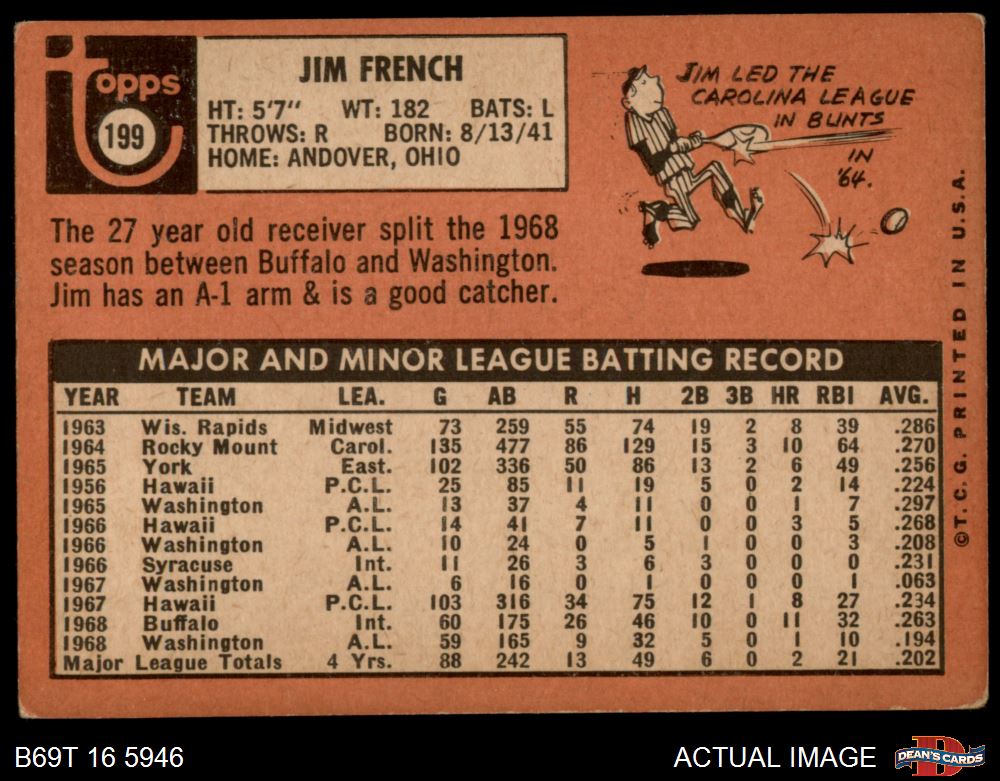 topps
199
JIM FRENCH
HT: 5'7" WT: 182 BATS: L
THROWS: R BORN: 8/13/41
HOME: ANDOVER, OHIO
JIM LED THE
CAROLINA LEAGUE
IN BUNTS
IN
'64.
The 27 year old receiver split the 1968
season between Buffalo and Washington.
Jim has an A-1 arm & is a good catcher.
MAJOR AND MINOR LEAGUE BATTING RECORD
YEAR TEAM LEA. G AB R H 2B 3B HR RBI AVG.
1963 Wis. Rapids Midwest 73 259 55 74 19 2 8 39 .286
1964 Rocky Mount Carol. 135 477 86 129 15 3 10 64 .270
1965 York East. 102 336 50 86 13 2 6 49 .256
1956 Hawaii P.C.L. 25 85 11 19 5 0 2 14 .224
1965 Washington A.L. 13 37 4 11 0 0 1 7 .297
1966 Hawaii P.C.L. 14 41 7 11 0 0 3 5 .268
1966 Washington A.L. 10 24 0 5 1 0 0 3 .208
1966 Syracuse Int. 11 26 3 6 3 0 0 0 .231
1967 Washington A.L. 6 16 0 1 0 0 0 1 .063
1967 Hawaii P.C.L. 103 316 34 75 12 1 8 27 .234
1968 Buffalo Int. 60 175 26 46 10 0 11 32 .263
1968 Washington A.L. 59 165 9 32 5 0 1 10 .194
Major League Totals 4 Yrs. 88 242 13 49 6 0 2 21 .202
©T.C.G. PRINTED IN U.S.A.
B69T 16 5946
ACTUAL IMAGE
D
DEAN'S CARDS